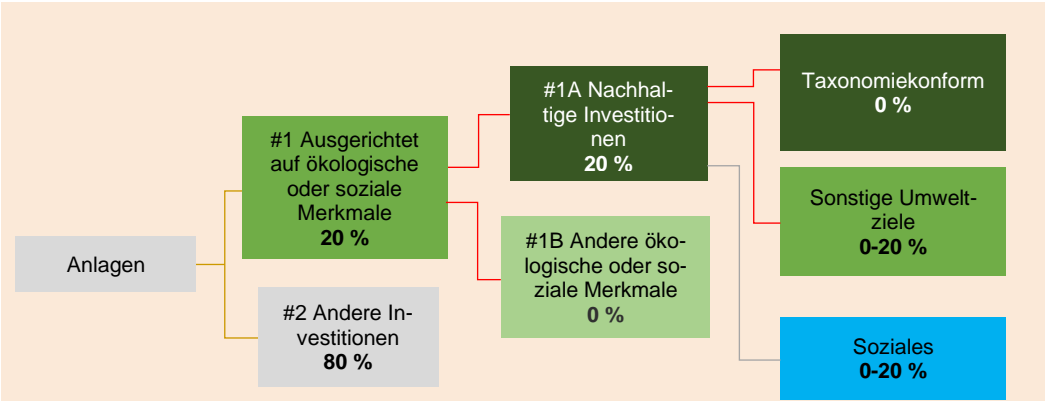 Anlagen
#1 Ausgerichtet
auf ökologische
oder soziale
Merkmale
20 %
#2 Andere In-
vestitionen
80 %
#1A Nachhal-
tige Investitio-
nen
20 %
#1B Andere öko-
logische oder so-
ziale Merkmale
0 %
Taxonomiekonform
0 %
Sonstige Umwelt-
ziele
0-20 %
Soziales
0-20 %